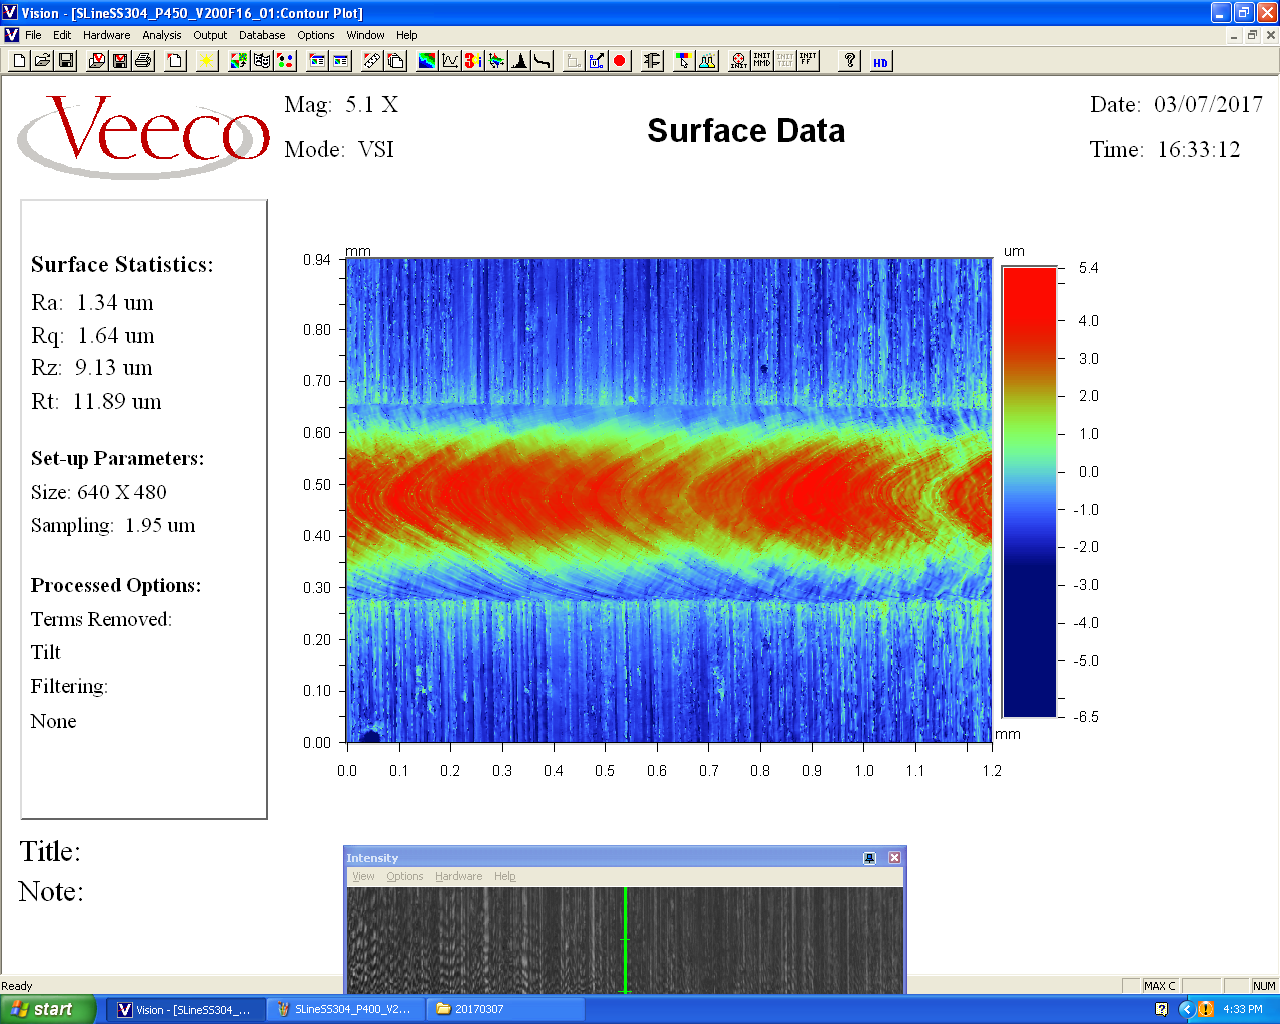 Vision - [SLineSS304_P450_V200F16_01:Contour Plot]
File Edit Hardware Analysis Output Database Options Window Help
INIT INIT MMD INIT TILT INIT FF ? HD
Veeco
Mag: 5.1 X
Mode: VSI
Surface Data
Date: 03/07/2017
Time: 16:33:12
Surface Statistics:
Ra: 1.34 um
Rq: 1.64 um
Rz: 9.13 um
Rt: 11.89 um
Set-up Parameters:
Size: 640 X 480
Sampling: 1.95 um
Processed Options:
Terms Removed:
Tilt
Filtering:
None
mm
0.94
0.80
0.70
0.60
0.50
0.40
0.30
0.20
0.10
0.00
0.0 0.1 0.2 0.3 0.4 0.5 0.6 0.7 0.8 0.9 1.0 1.1 1.2
mm
um
5.4
4.0
3.0
2.0
1.0
0.0
-1.0
-2.0
-3.0
-4.0
-5.0
-6.5
Title:
Note:
Intensity
View Options Hardware Help
Ready
MAX C NUM
start
Vision - [SLineSS304_...
SLineSS304_P400_V2...
20170307
4:33 PM